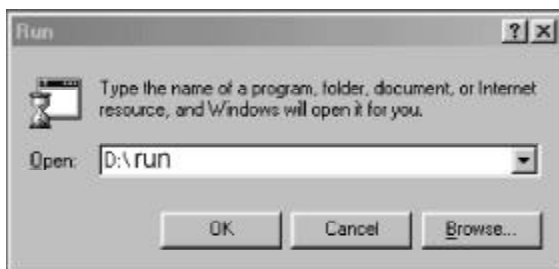 Run
? ×
Type the name of a program, folder, document, or Internet
resource, and Windows will open it for you.
Open: D:\run
OK Cancel Browse...